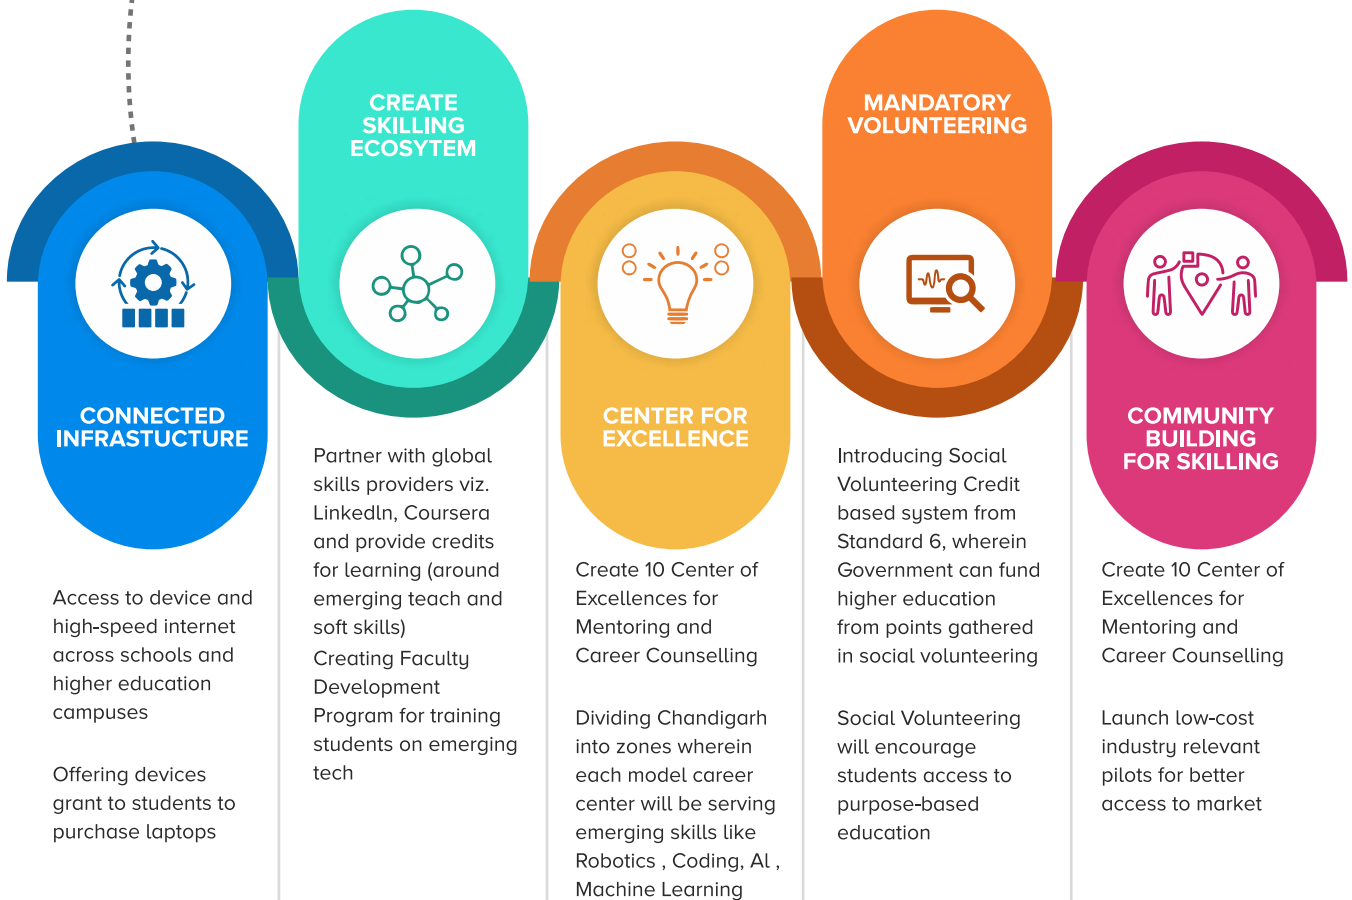 CONNECTED
INFRASTUCTURE
Access to device and
high-speed internet
across schools and
higher education
campuses
Offering devices
grant to students to
purchase laptops
CREATE
SKILLING
ECOSYTEM
Partner with global
skills providers viz.
LinkedIn, Coursera
and provide credits
for learning (around
emerging teach and
soft skills)
Creating Faculty
Development
Program for training
students on emerging
tech
CENTER FOR
EXCELLENCE
Create 10 Center of
Excellences for
Mentoring and
Career Counselling
Dividing Chandigarh
into zones wherein
each model career
center will be serving
emerging skills like
Robotics , Coding, AI ,
Machine Learning
MANDATORY
VOLUNTEERING
Introducing Social
Volunteering Credit
based system from
Standard 6, wherein
Government can fund
higher education
from points gathered
in social volunteering
Social Volunteering
will encourage
students access to
purpose-based
education
COMMUNITY
BUILDING
FOR SKILLING
Create 10 Center of
Excellences for
Mentoring and
Career Counselling
Launch low-cost
industry relevant
pilots for better
access to market